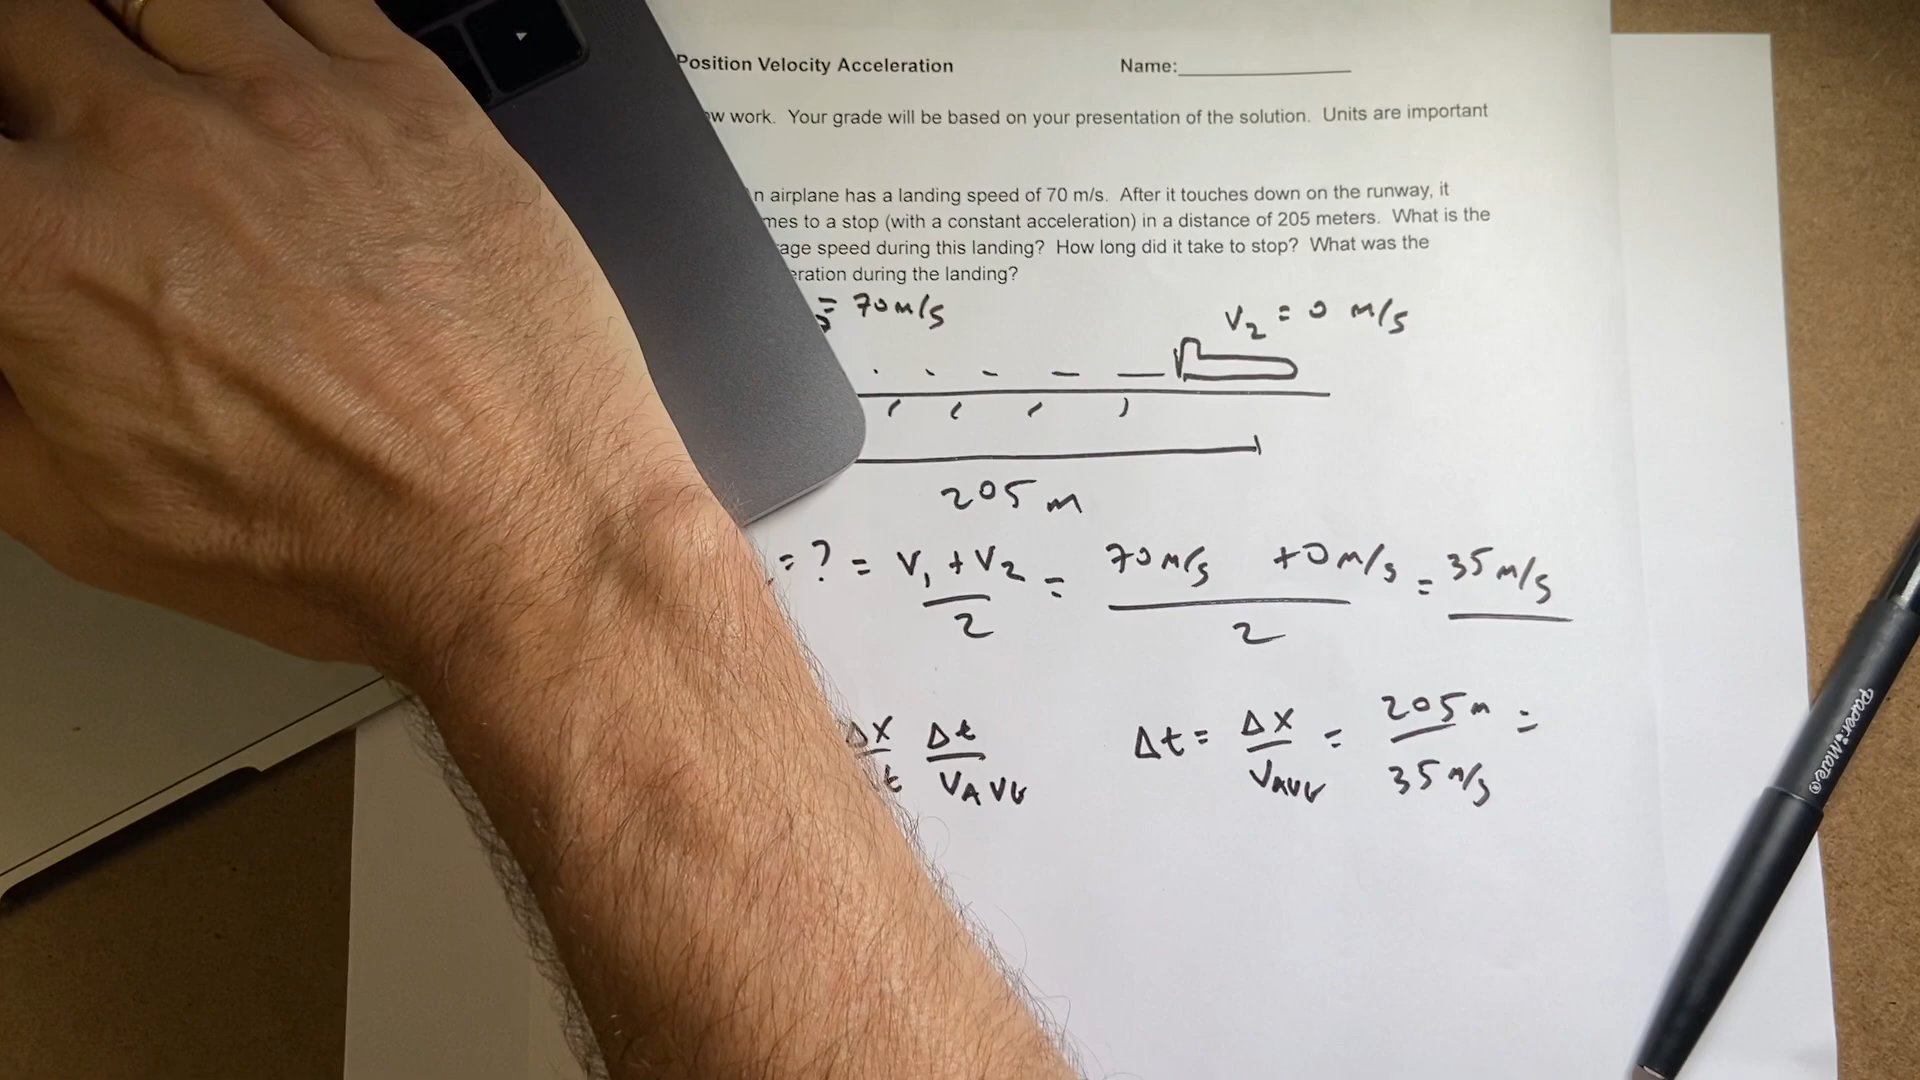 Position Velocity Acceleration Name:
work. Your grade will be based on your presentation of the solution. Units are important
airplane has a landing speed of 70 m/s. After it touches down on the runway, it
to a stop (with a constant acceleration) in a distance of 205 meters. What is the
speed during this landing? How long did it take to stop? What was the
during the landing?
= 70 m/s V₂ = 0 m/s
205 m
= ? = V₁ + V₂ / 2 = 70 m/s + 0 m/s / 2 = 35 m/s
Δx / t Δt / VAVG Δt = Δx / VAVG = 205 m / 35 m/s =
Paper Mate®